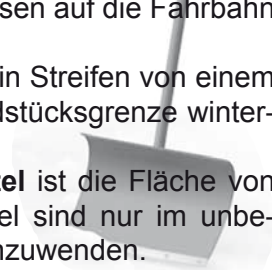 sen auf die Fahrbahn
in Streifen von einem
dstücksgrenze winter-
tel ist die Fläche von
el sind nur im unbe-
nzuwenden.